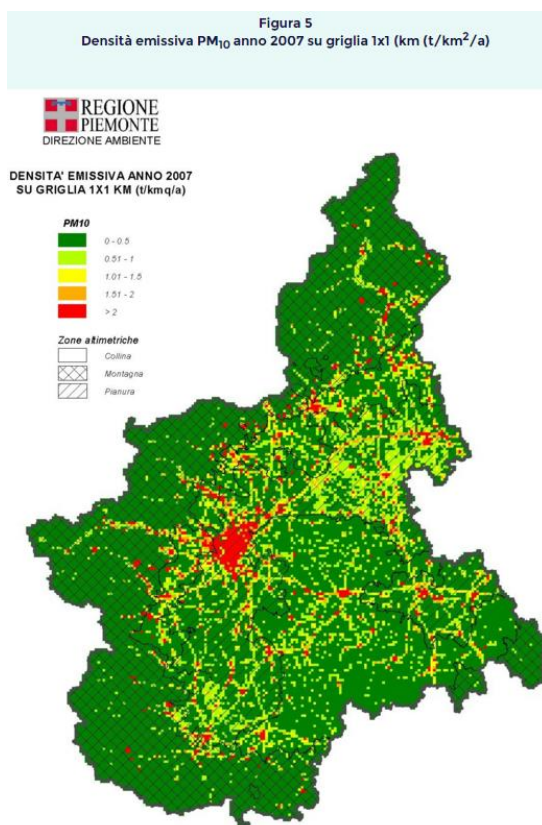 Figura 5
Densità emissiva PM10 anno 2007 su griglia 1x1 (km (t/km²/a)
REGIONE
PIEMONTE
DIREZIONE AMBIENTE
DENSITA' EMISSIVA ANNO 2007
SU GRIGLIA 1X1 KM (t/kmq/a)
PM10
0 - 0.5
0.51 - 1
1.01 - 1.5
1.51 - 2
> 2
Zone altimetriche
Collina
Montagna
Pianura